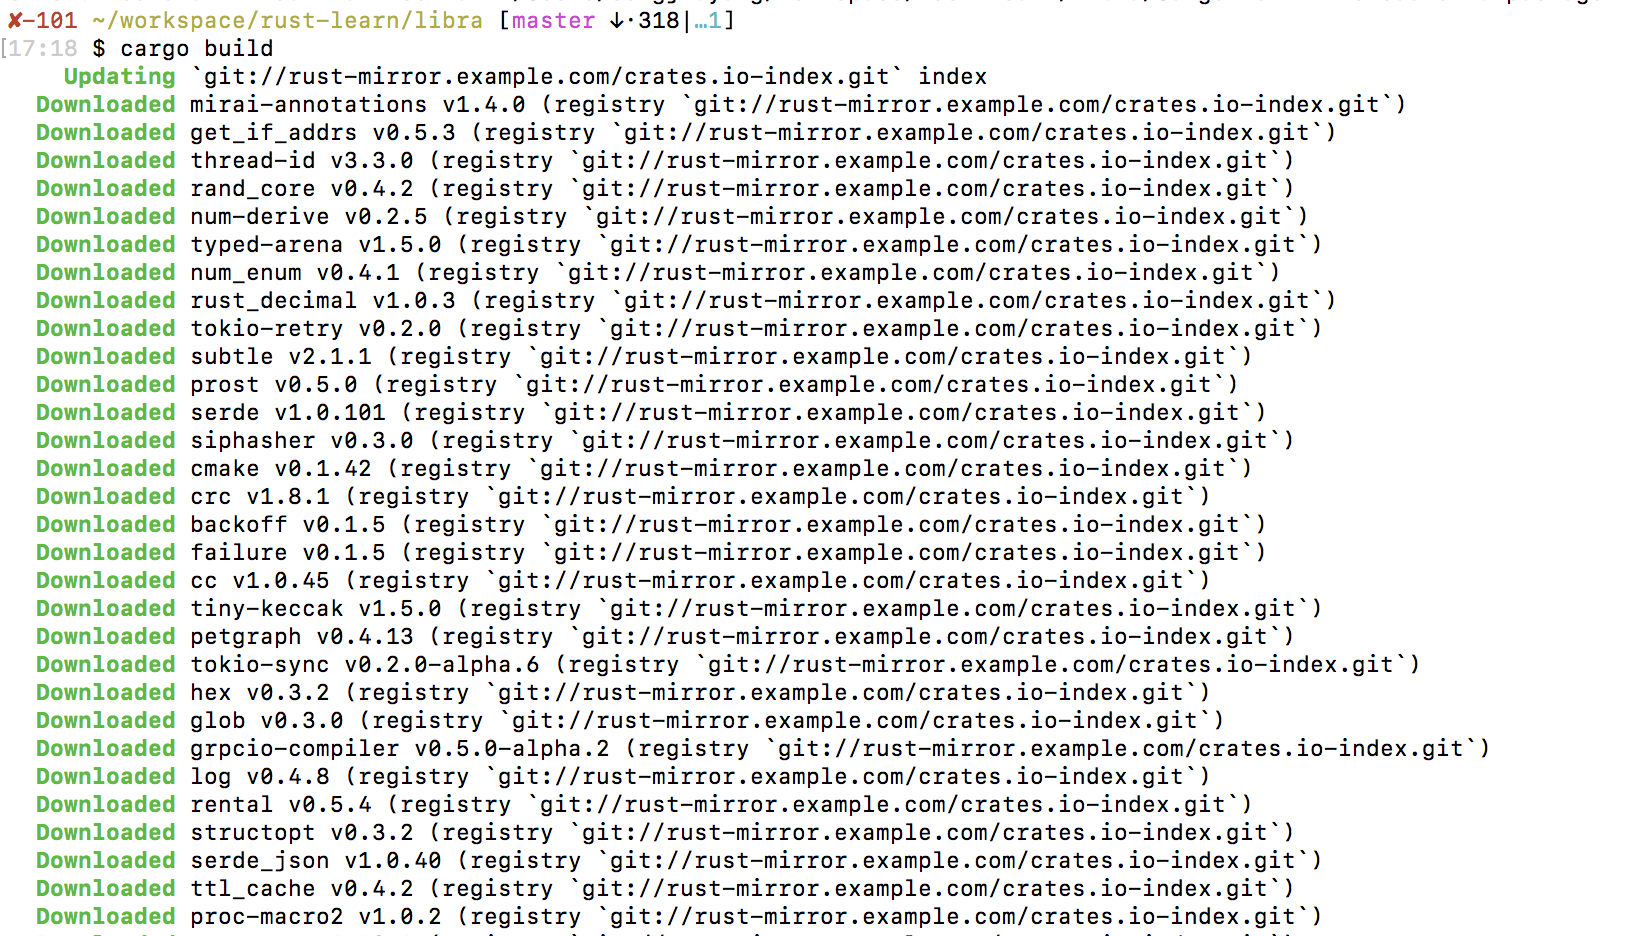 ✘-101 ~/workspace/rust-learn/libra [master ↓·318|…1]
[17:18 $ cargo build
Updating `git://rust-mirror.example.com/crates.io-index.git` index
Downloaded mirai-annotations v1.4.0 (registry `git://rust-mirror.example.com/crates.io-index.git`)
Downloaded get_if_addrs v0.5.3 (registry `git://rust-mirror.example.com/crates.io-index.git`)
Downloaded thread-id v3.3.0 (registry `git://rust-mirror.example.com/crates.io-index.git`)
Downloaded rand_core v0.4.2 (registry `git://rust-mirror.example.com/crates.io-index.git`)
Downloaded num-derive v0.2.5 (registry `git://rust-mirror.example.com/crates.io-index.git`)
Downloaded typed-arena v1.5.0 (registry `git://rust-mirror.example.com/crates.io-index.git`)
Downloaded num_enum v0.4.1 (registry `git://rust-mirror.example.com/crates.io-index.git`)
Downloaded rust_decimal v1.0.3 (registry `git://rust-mirror.example.com/crates.io-index.git`)
Downloaded tokio-retry v0.2.0 (registry `git://rust-mirror.example.com/crates.io-index.git`)
Downloaded subtle v2.1.1 (registry `git://rust-mirror.example.com/crates.io-index.git`)
Downloaded prost v0.5.0 (registry `git://rust-mirror.example.com/crates.io-index.git`)
Downloaded serde v1.0.101 (registry `git://rust-mirror.example.com/crates.io-index.git`)
Downloaded siphasher v0.3.0 (registry `git://rust-mirror.example.com/crates.io-index.git`)
Downloaded cmake v0.1.42 (registry `git://rust-mirror.example.com/crates.io-index.git`)
Downloaded crc v1.8.1 (registry `git://rust-mirror.example.com/crates.io-index.git`)
Downloaded backoff v0.1.5 (registry `git://rust-mirror.example.com/crates.io-index.git`)
Downloaded failure v0.1.5 (registry `git://rust-mirror.example.com/crates.io-index.git`)
Downloaded cc v1.0.45 (registry `git://rust-mirror.example.com/crates.io-index.git`)
Downloaded tiny-keccak v1.5.0 (registry `git://rust-mirror.example.com/crates.io-index.git`)
Downloaded petgraph v0.4.13 (registry `git://rust-mirror.example.com/crates.io-index.git`)
Downloaded tokio-sync v0.2.0-alpha.6 (registry `git://rust-mirror.example.com/crates.io-index.git`)
Downloaded hex v0.3.2 (registry `git://rust-mirror.example.com/crates.io-index.git`)
Downloaded glob v0.3.0 (registry `git://rust-mirror.example.com/crates.io-index.git`)
Downloaded grpcio-compiler v0.5.0-alpha.2 (registry `git://rust-mirror.example.com/crates.io-index.git`)
Downloaded log v0.4.8 (registry `git://rust-mirror.example.com/crates.io-index.git`)
Downloaded rental v0.5.4 (registry `git://rust-mirror.example.com/crates.io-index.git`)
Downloaded structopt v0.3.2 (registry `git://rust-mirror.example.com/crates.io-index.git`)
Downloaded serde_json v1.0.40 (registry `git://rust-mirror.example.com/crates.io-index.git`)
Downloaded ttl_cache v0.4.2 (registry `git://rust-mirror.example.com/crates.io-index.git`)
Downloaded proc-macro2 v1.0.2 (registry `git://rust-mirror.example.com/crates.io-index.git`)